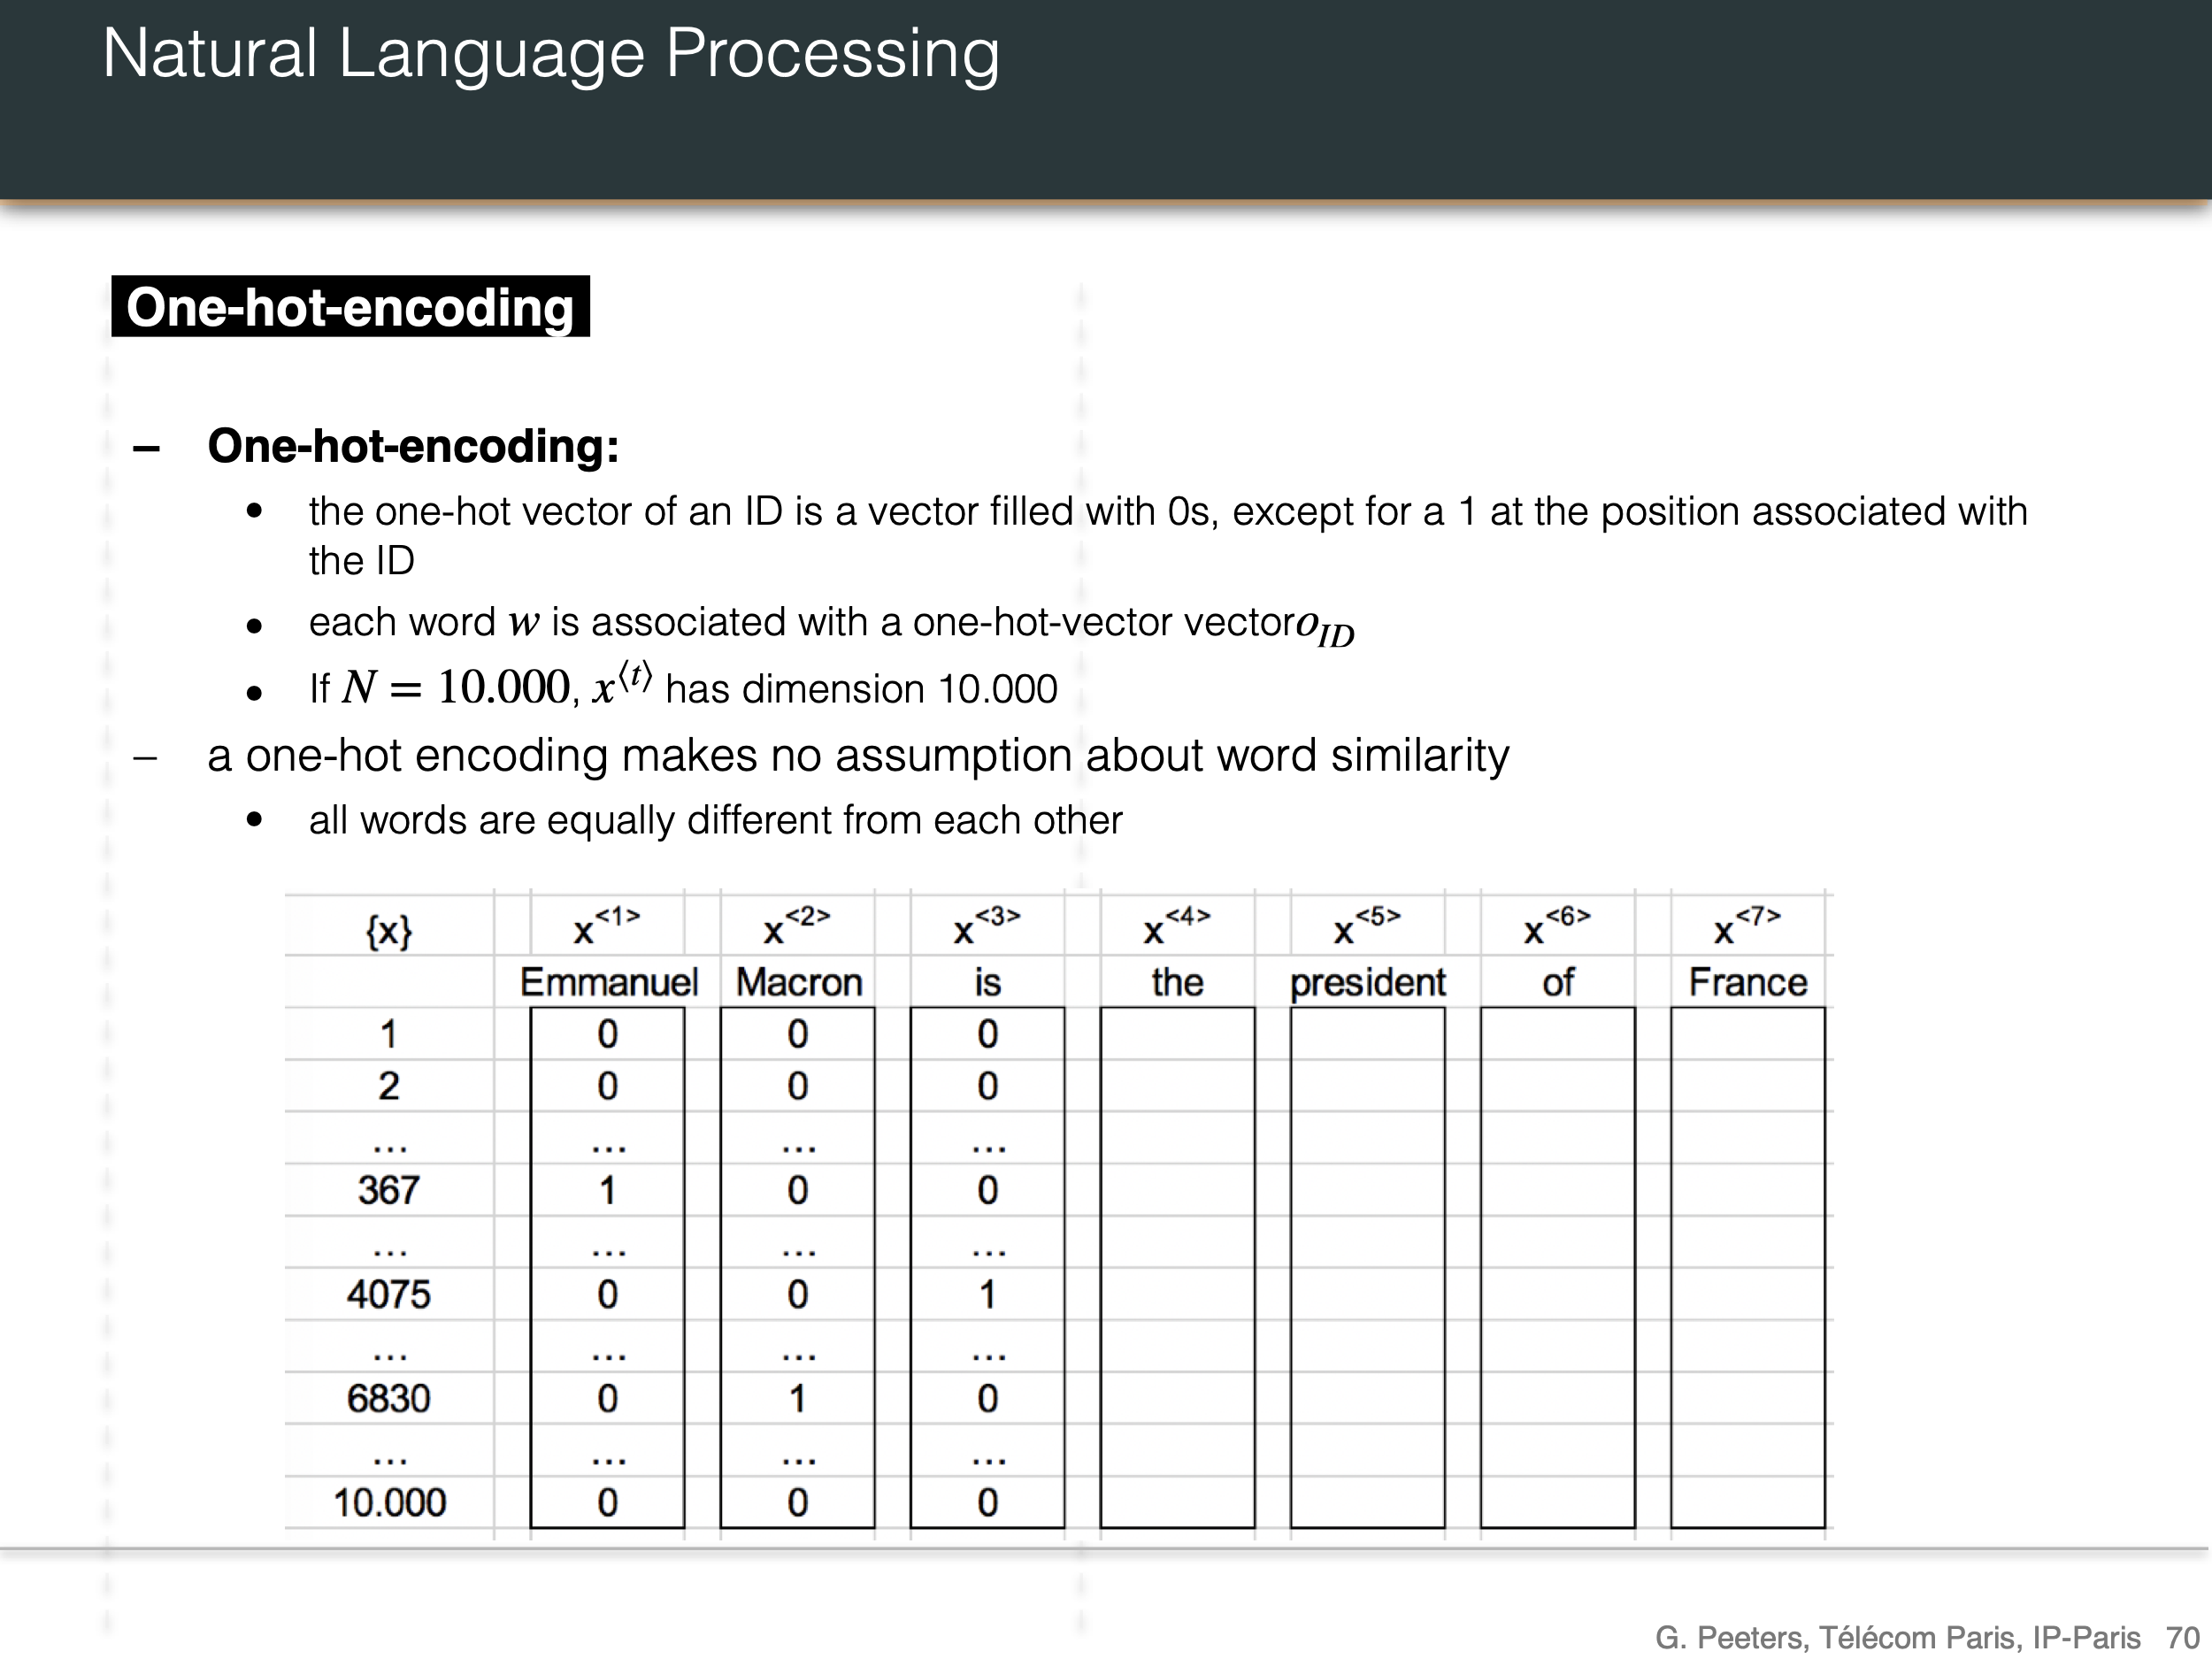 Natural Language Processing
One-hot-encoding
– One-hot-encoding:
• the one-hot vector of an ID is a vector filled with 0s, except for a 1 at the position associated with
the ID
• each word w is associated with a one-hot-vector vectoro_ID
• If N = 10.000, x^⟨t⟩ has dimension 10.000
– a one-hot encoding makes no assumption about word similarity
• all words are equally different from each other
{x} x^<1> x^<2> x^<3> x^<4> x^<5> x^<6> x^<7>
Emmanuel Macron is the president of France
1 0 0 0
2 0 0 0
... ... ... ...
367 1 0 0
... ... ... ...
4075 0 0 1
... ... ... ...
6830 0 1 0
... ... ... ...
10.000 0 0 0
G. Peeters, Télécom Paris, IP-Paris 70